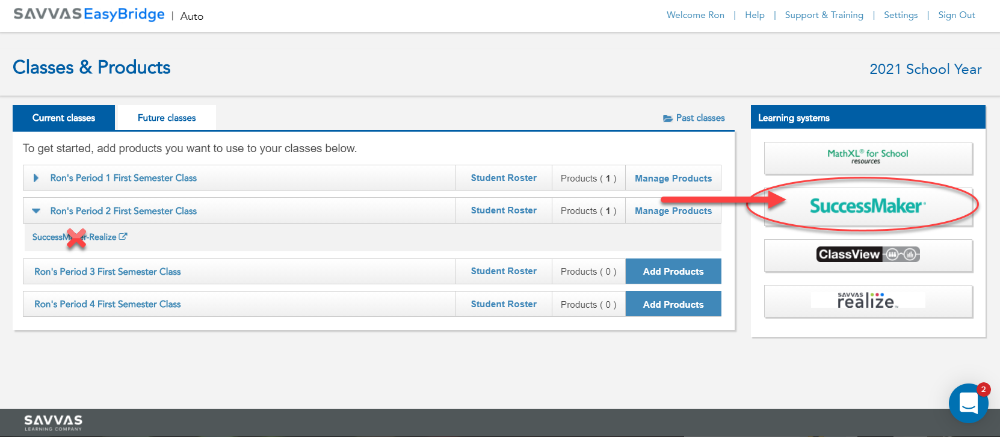 SAVVAS EasyBridge | Auto
Welcome Ron | Help | Support & Training | Settings | Sign Out
Classes & Products
2021 School Year
Current classes
Future classes
Past classes
To get started, add products you want to use to your classes below.
Ron's Period 1 First Semester Class Student Roster Products ( 1 ) Manage Products
Ron's Period 2 First Semester Class Student Roster Products ( 1 ) Manage Products
SuccessMaker-Realize
Ron's Period 3 First Semester Class Student Roster Products ( 0 ) Add Products
Ron's Period 4 First Semester Class Student Roster Products ( 0 ) Add Products
Learning systems
MathXL® for School
resources
SuccessMaker®
ClassView
SAVVAS
realize™
2
SAVVAS
LEARNING COMPANY